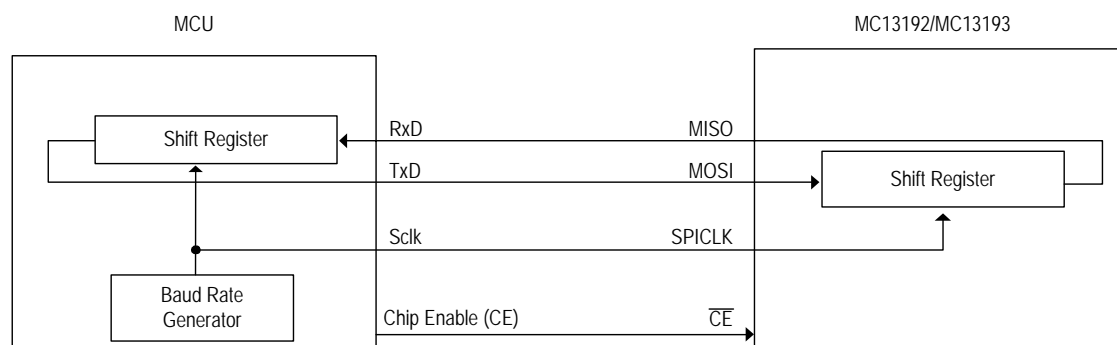 MCU
MC13192/MC13193
Shift Register
RxD
MISO
TxD
MOSI
Shift Register
Sclk
SPICLK
Baud Rate
Generator
Chip Enable (CE)
CE